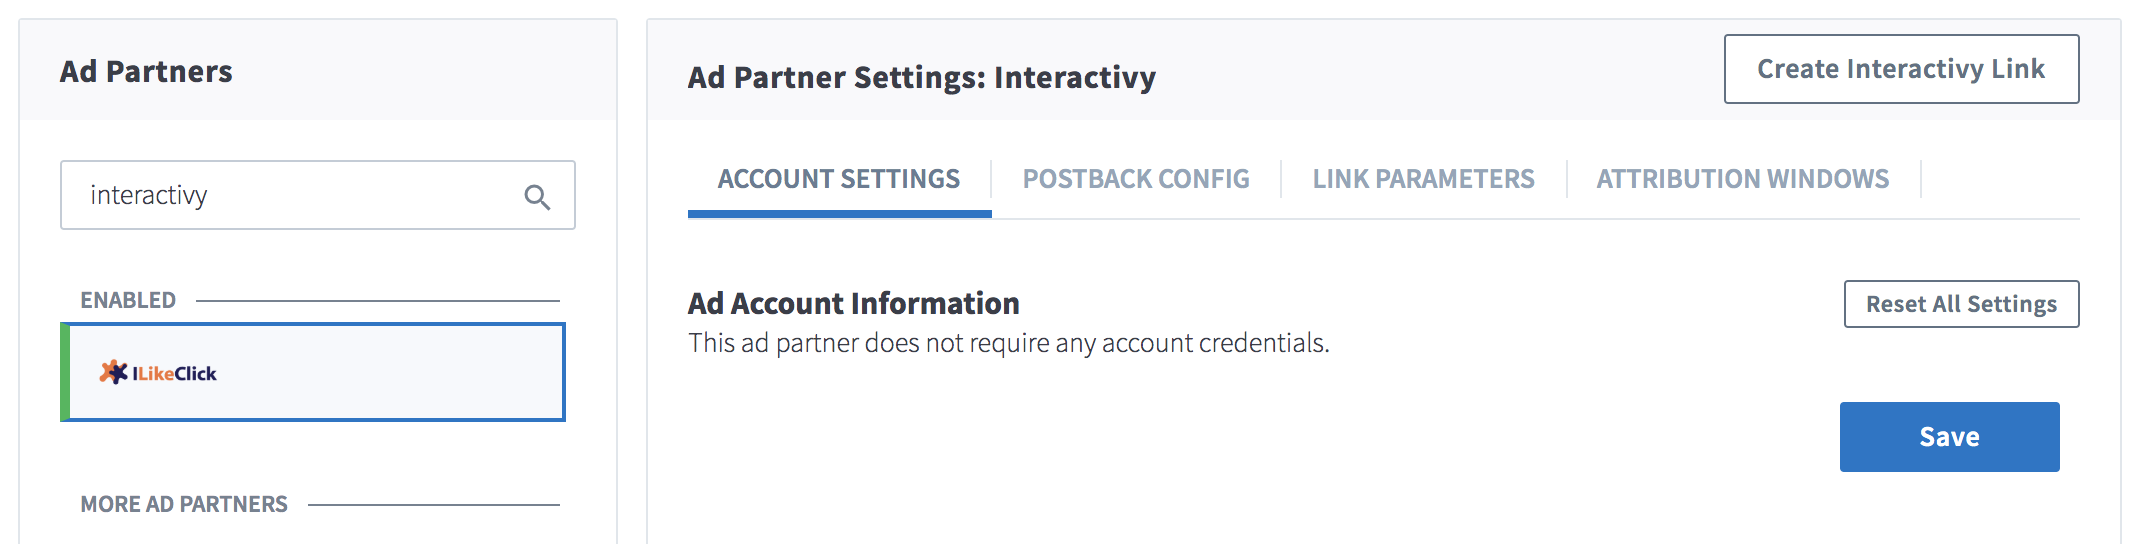 Ad Partners
interactivy
ENABLED
ILikeClick
MORE AD PARTNERS
Ad Partner Settings: Interactivy
Create Interactivy Link
ACCOUNT SETTINGS
POSTBACK CONFIG
LINK PARAMETERS
ATTRIBUTION WINDOWS
Ad Account Information
Reset All Settings
This ad partner does not require any account credentials.
Save